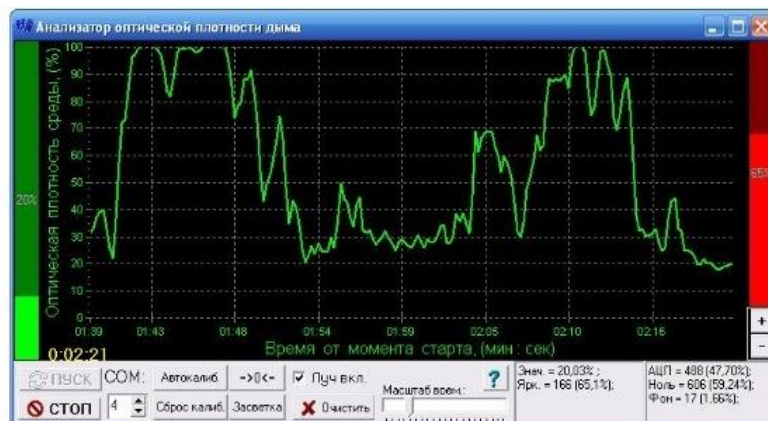 Анализатор оптической плотности дыма
Оптическая плотность среды, (%)
100
90
80
70
60
50
40
30
20
10
0
20%
65%
01:39 01:43 01:48 01:54 01:59 02:05 02:10 02:16
0:02:21
Время от момента старта, (мин : сек)
+
-
ПУСК COM: Автокалиб. ->0<- Луч вкл. Масштаб врем.: ?
СТОП 4 Сброс калиб. Засветка Очистить
Знач. = 20,03% ;
Ярк. = 166 (65,1%);
АЦП = 488 (47,70%);
Ноль = 606 (59,24%);
Фон = 17 (1.66%);